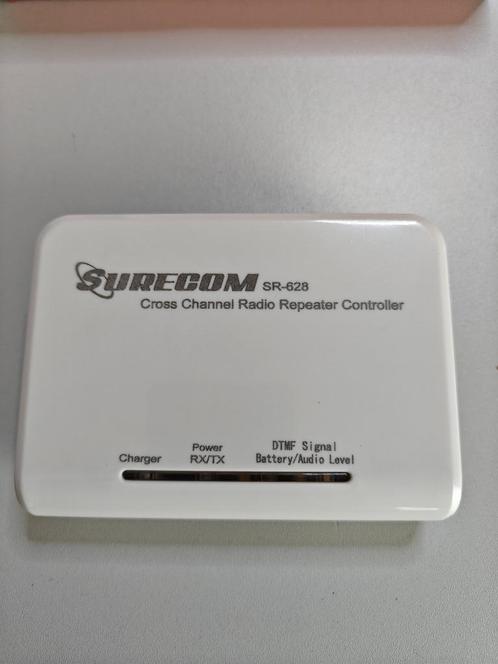 SURECOM SR-628
Cross Channel Radio Repeater Controller
Charger
Power
RX/TX
DTMF Signal
Battery/Audio Level